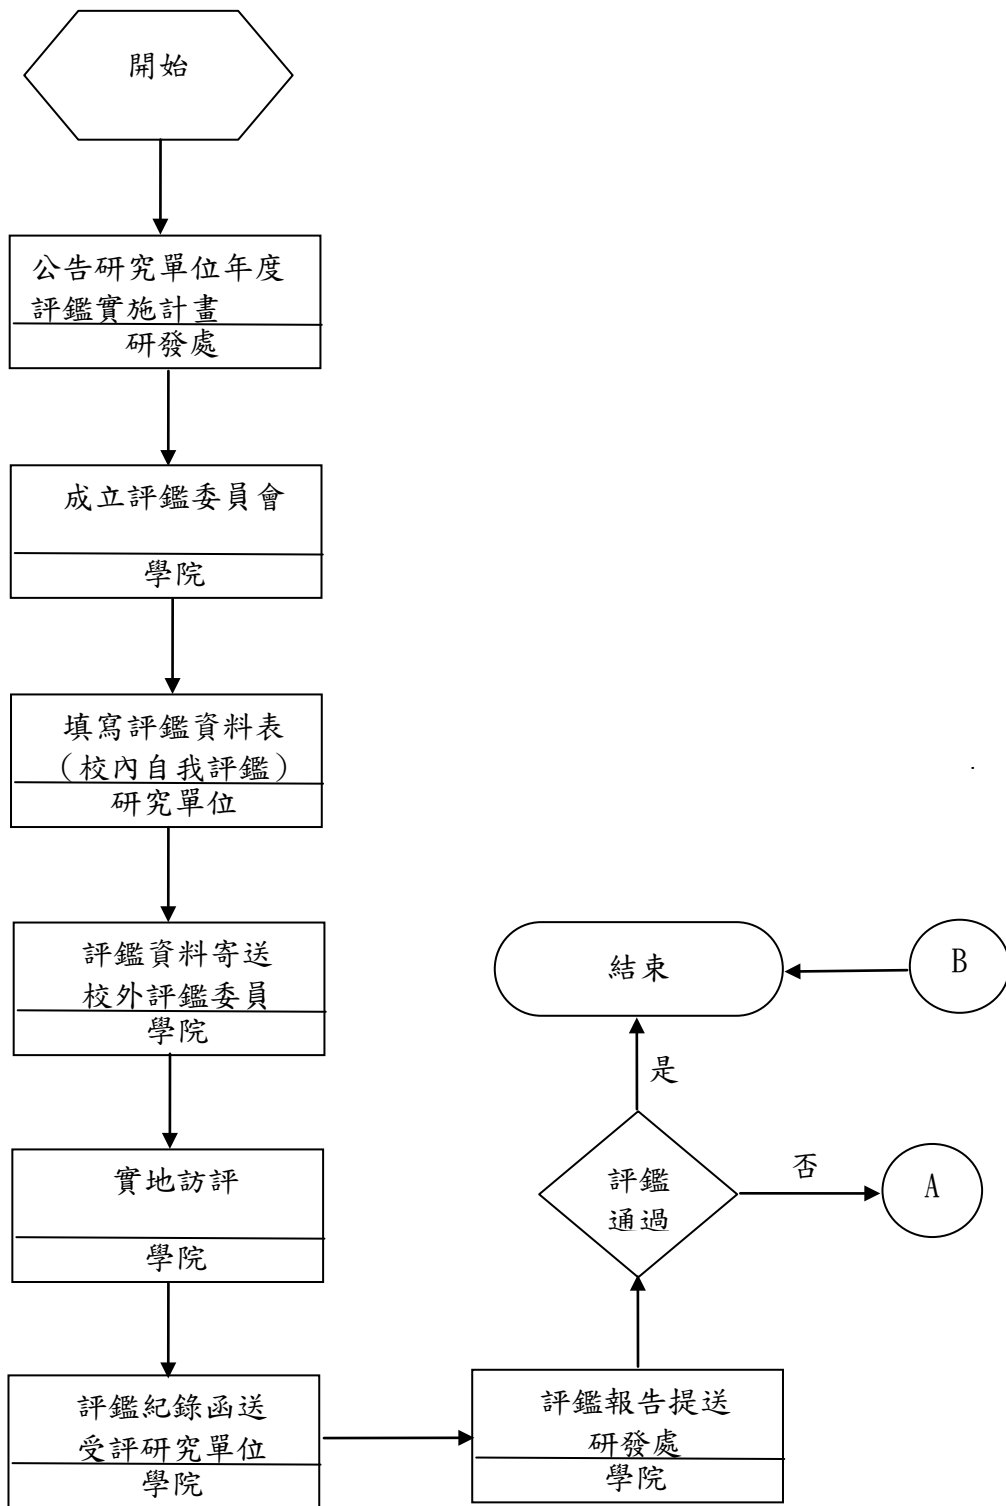 開始
公告研究單位年度
評鑑實施計畫
研發處
成立評鑑委員會
學院
填寫評鑑資料表
（校內自我評鑑）
研究單位
評鑑資料寄送
校外評鑑委員
學院
實地訪評
學院
評鑑紀錄函送
受評研究單位
學院
評鑑報告提送
研發處
學院
評鑑
通過
是
否
A
結束
B